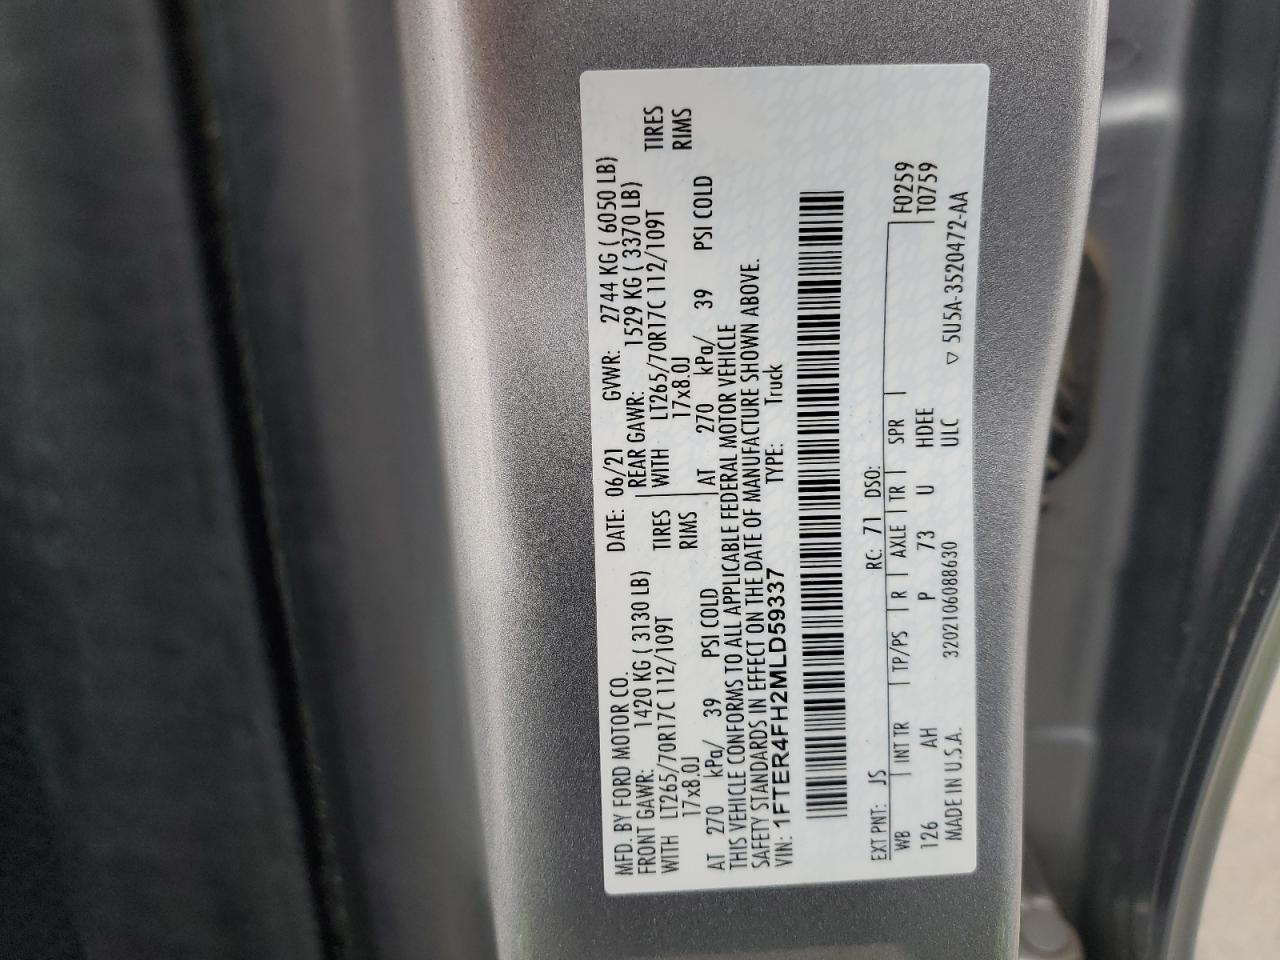 MFD. BY FORD MOTOR CO. DATE: 06/21 GVWR: 2744 KG ( 6050 LB)
FRONT GAWR: 1420 KG ( 3130 LB) REAR GAWR: 1529 KG ( 3370 LB)
WITH LT265/70R17C 112/109T TIRES WITH LT265/70R17C 112/109T TIRES
17x8.0J RIMS 17x8.0J RIMS
AT 270 kPa/ 39 PSI COLD AT 270 kPa/ 39 PSI COLD
THIS VEHICLE CONFORMS TO ALL APPLICABLE FEDERAL MOTOR VEHICLE
SAFETY STANDARDS IN EFFECT ON THE DATE OF MANUFACTURE SHOWN ABOVE.
VIN: 1FTER4FH2MLD59337 TYPE: Truck
EXT PNT: JS RC: 71 DSO:
WB INT TR TP/PS R AXLE TR SPR F0259
126 AH P 73 U HDEE T0759
ULC
MADE IN U.S.A. 320210608863​0 ▽ 5U5A-3520472-AA